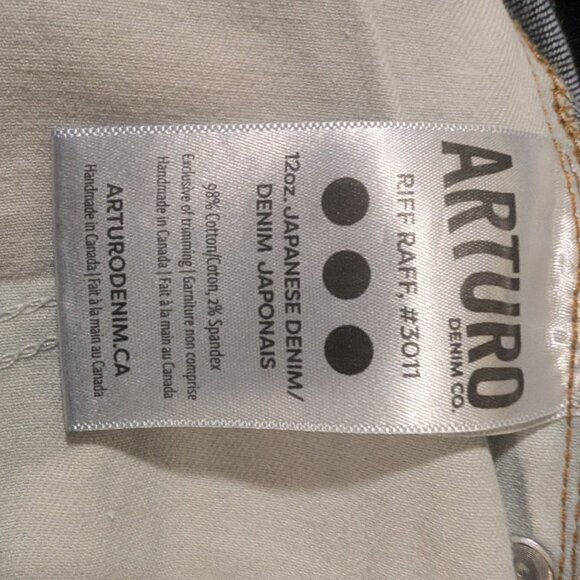 ARTURO
DENIM CO.
RIFF RAFF, #3011
12oz. JAPANESE DENIM/
DENIM JAPONAIS
98% Cotton/Coton, 2% Spandex
Exclusive of trimming | Garniture non comprise
Handmade in Canada | Fait à la main au Canada
ARTURODENIM.CA
Handmade in Canada | Fait à la main au Canada